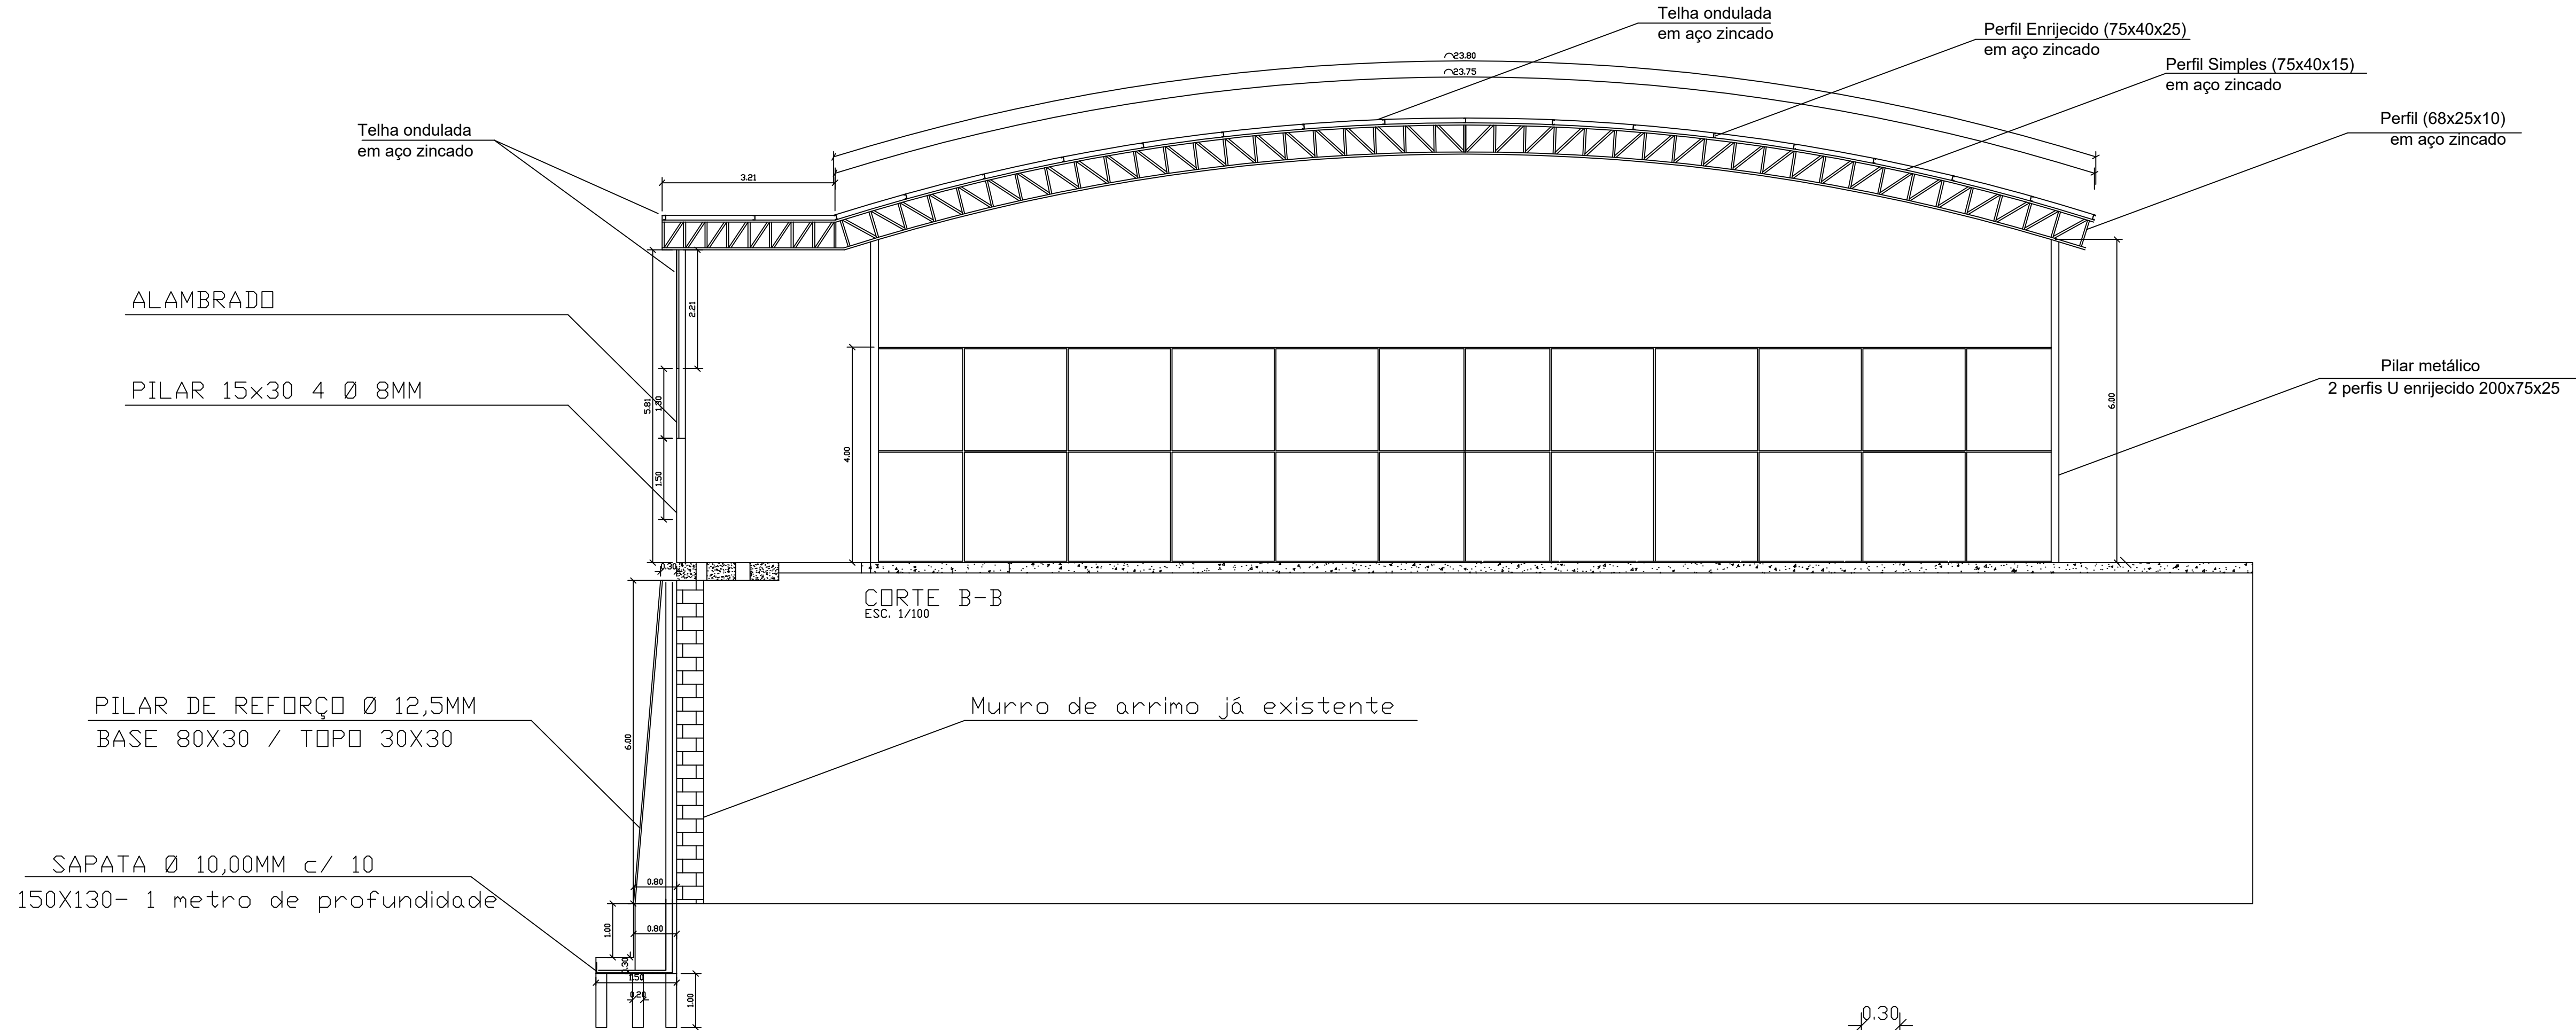 Telha ondulada
em aço zincado
Perfil Enrijecido (75x40x25)
em aço zincado
23.80
23.75
Perfil Simples (75x40x15)
em aço zincado
Perfil (68x25x10)
em aço zincado
Telha ondulada
em aço zincado
3.21
ALAMBRADO
2.21
PILAR 15x30 4 Ø 8MM
5.81
1.30
1.50
4.00
6.00
Pilar metálico
2 perfis U enrijecido 200x75x25
0.30
CORTE B-B
ESC. 1/100
PILAR DE REFORÇO Ø 12,5MM
BASE 80X30 / TOPO 30X30
6.00
Murro de arrimo já existente
SAPATA Ø 10,00MM c/ 10
150X130- 1 metro de profundidade
0.80
1.00
0.80
0.30
1.50
0.20
1.00
0.30